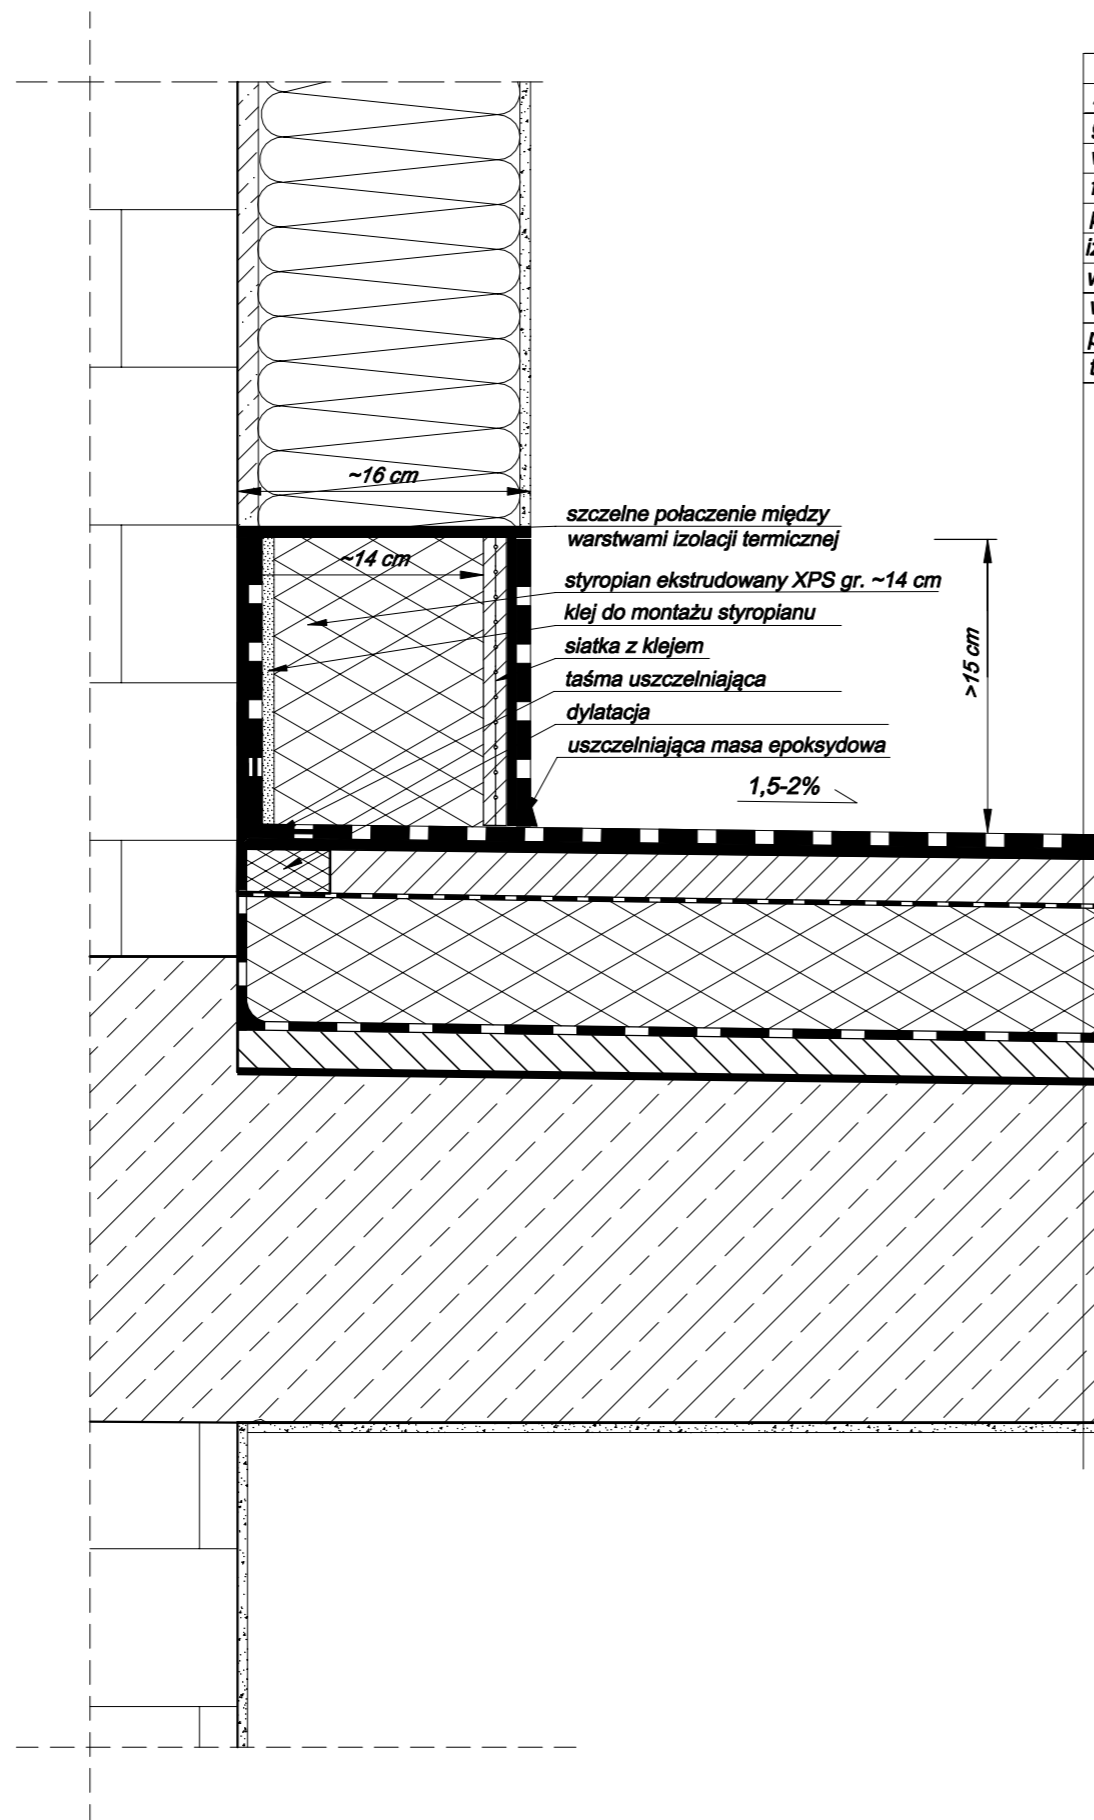 ~16 cm
szczelne połaczenie między
warstwami izolacji termicznej
~14 cm
styropian ekstrudowany XPS gr. ~14 cm
klej do montażu styropianu
siatka z klejem
taśma uszczelniająca
dylatacja
uszczelniająca masa epoksydowa
1,5-2%
>15 cm